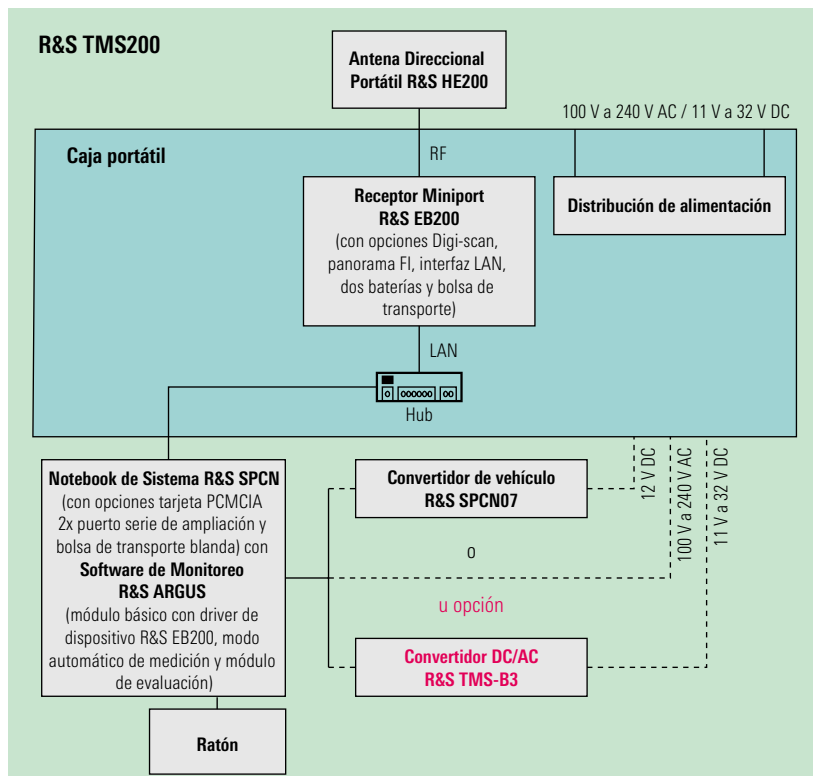 R&S TMS200
Antena Direccional
Portátil R&S HE200
100 V a 240 V AC / 11 V a 32 V DC
Caja portátil
RF
Receptor Miniport
R&S EB200
(con opciones Digi-scan,
panorama FI, interfaz LAN,
dos baterías y bolsa de
transporte)
Distribución de alimentación
LAN
Hub
Notebook de Sistema R&S SPCN
(con opciones tarjeta PCMCIA
2x puerto serie de ampliación y
bolsa de transporte blanda) con
Software de Monitoreo
R&S ARGUS
(módulo básico con driver de
dispositivo R&S EB200, modo
automático de medición y módulo
de evaluación)
Ratón
Convertidor de vehículo
R&S SPCN07
o
u opción
Convertidor DC/AC
R&S TMS-B3
12 V DC
100 V a 240 V AC
11 V a 32 V DC